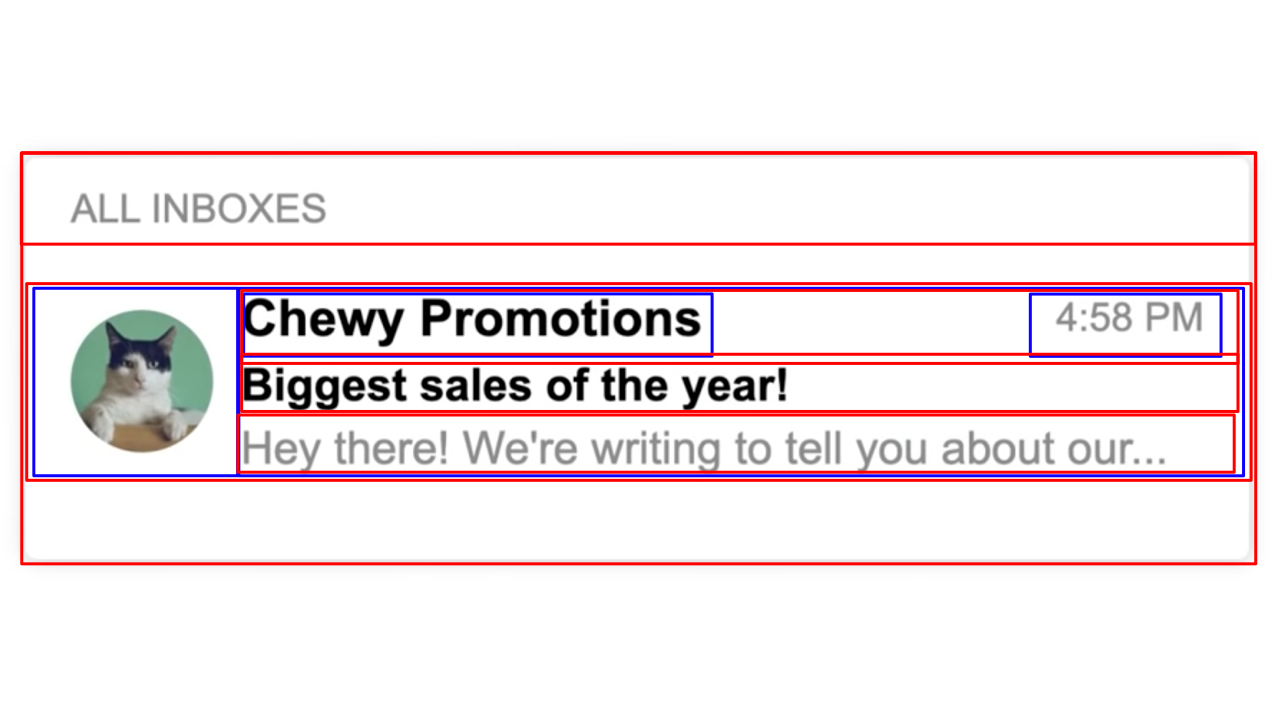 ALL INBOXES
Chewy Promotions 4:58 PM
Biggest sales of the year!
Hey there! We're writing to tell you about our...